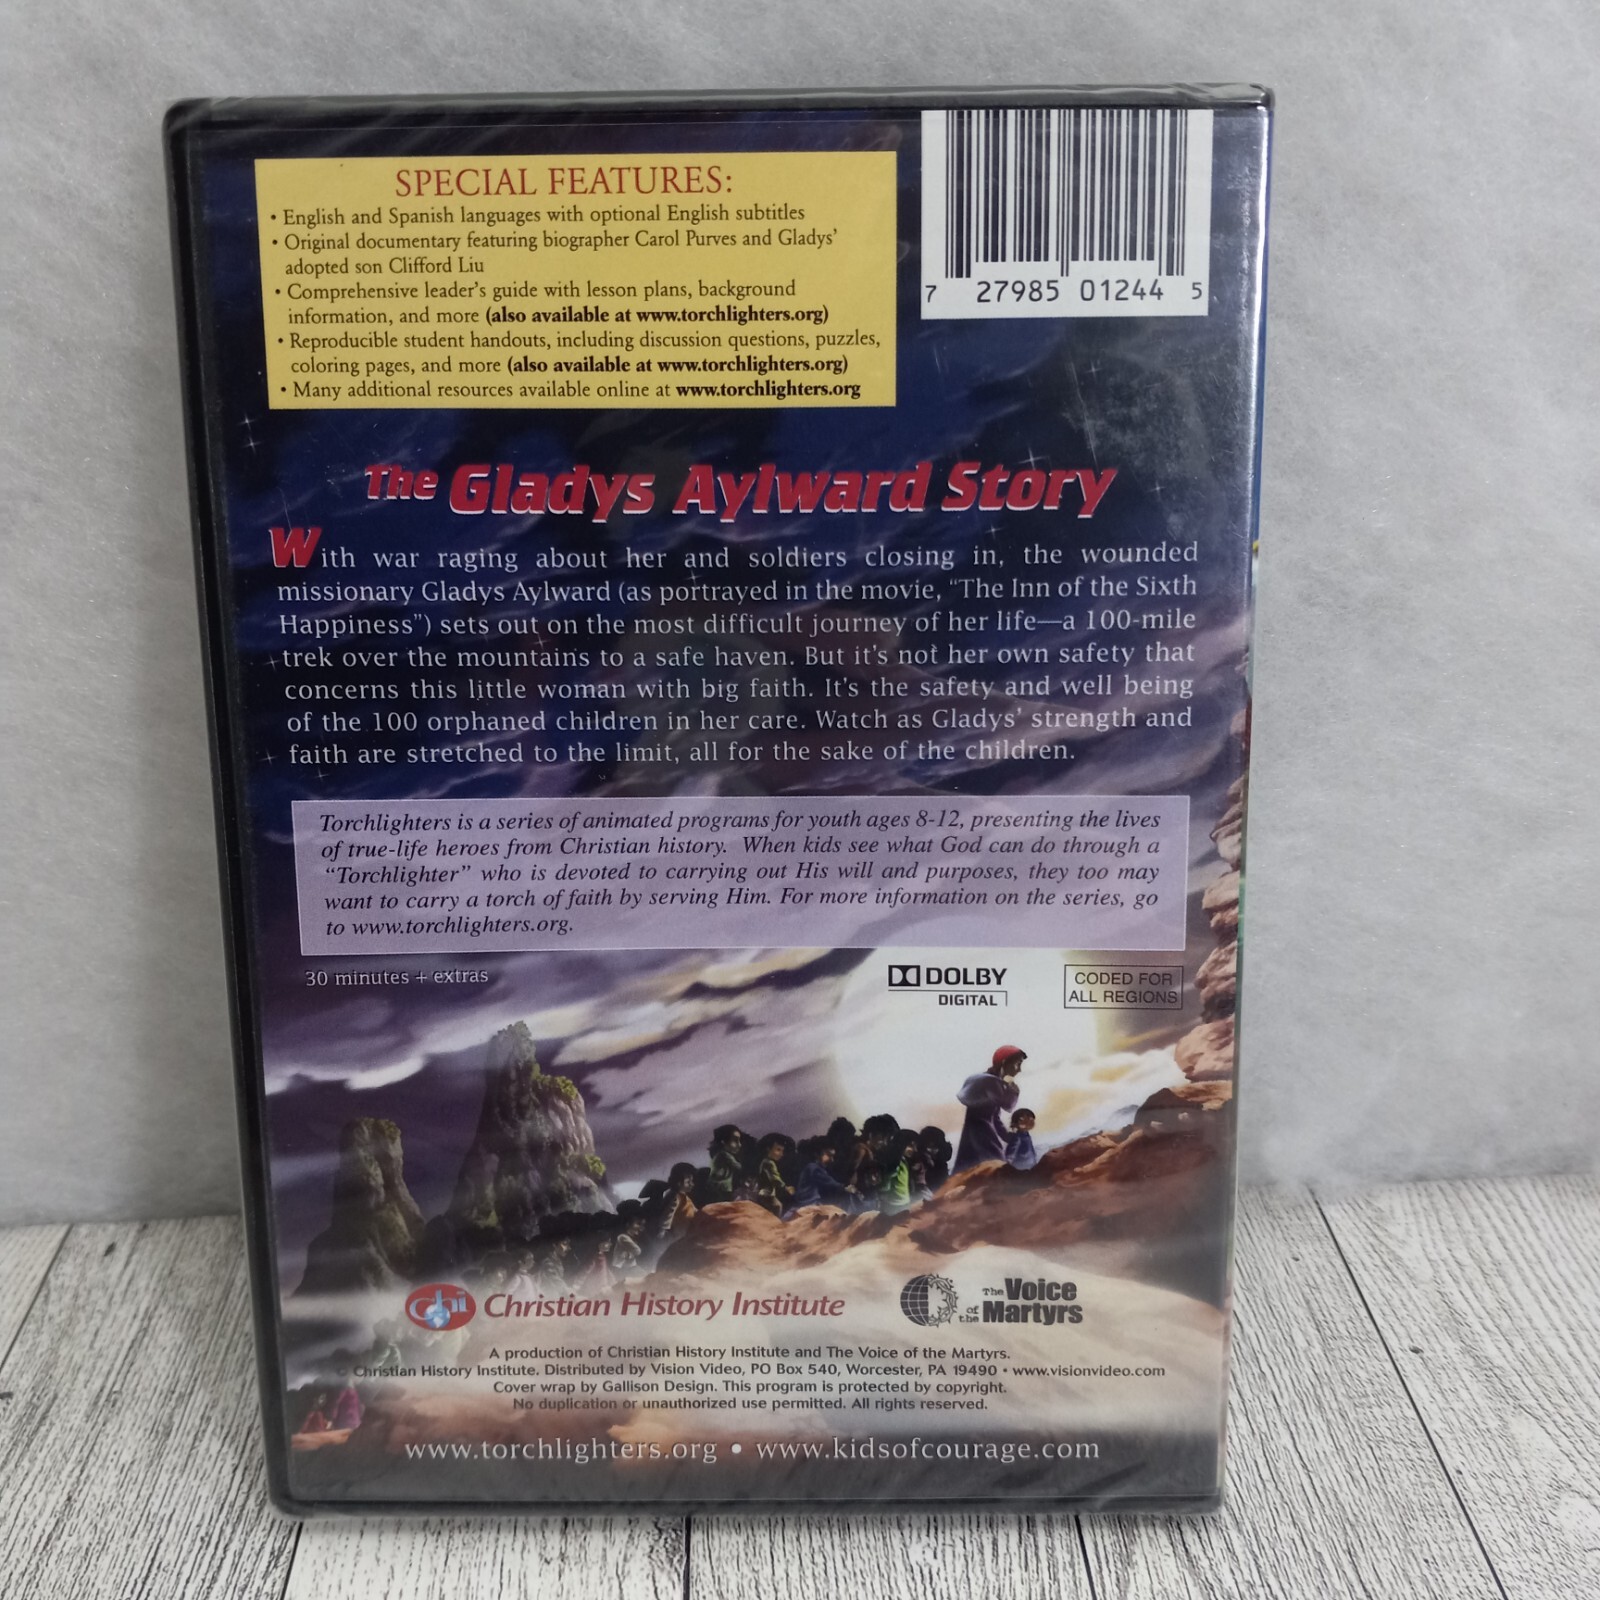 SPECIAL FEATURES:
• English and Spanish languages with optional English subtitles
• Original documentary featuring biographer Carol Purves and Gladys'
adopted son Clifford Liu
• Comprehensive leader's guide with lesson plans, background
information, and more (also available at www.torchlighters.org)
• Reproducible student handouts, including discussion questions, puzzles,
coloring pages, and more (also available at www.torchlighters.org)
• Many additional resources available online at www.torchlighters.org
7 27985 01244 5
The Gladys Aylward Story
With war raging about her and soldiers closing in, the wounded
missionary Gladys Aylward (as portrayed in the movie, “The Inn of the Sixth
Happiness”) sets out on the most difficult journey of her life—a 100-mile
trek over the mountains to a safe haven. But it's not her own safety that
concerns this little woman with big faith. It's the safety and well being
of the 100 orphaned children in her care. Watch as Gladys' strength and
faith are stretched to the limit, all for the sake of the children.
Torchlighters is a series of animated programs for youth ages 8-12, presenting the lives
of true-life heroes from Christian history. When kids see what God can do through a
“Torchlighter” who is devoted to carrying out His will and purposes, they too may
want to carry a torch of faith by serving Him. For more information on the series, go
to www.torchlighters.org.
30 minutes + extras
DOLBY
DIGITAL
CODED FOR
ALL REGIONS
chi Christian History Institute
The Voice
of the Martyrs
A production of Christian History Institute and The Voice of the Martyrs.
© Christian History Institute. Distributed by Vision Video, PO Box 540, Worcester, PA 19490 • www.visionvideo.com
Cover wrap by Gallison Design. This program is protected by copyright.
No duplication or unauthorized use permitted. All rights reserved.
www.torchlighters.org • www.kidsofcourage.com